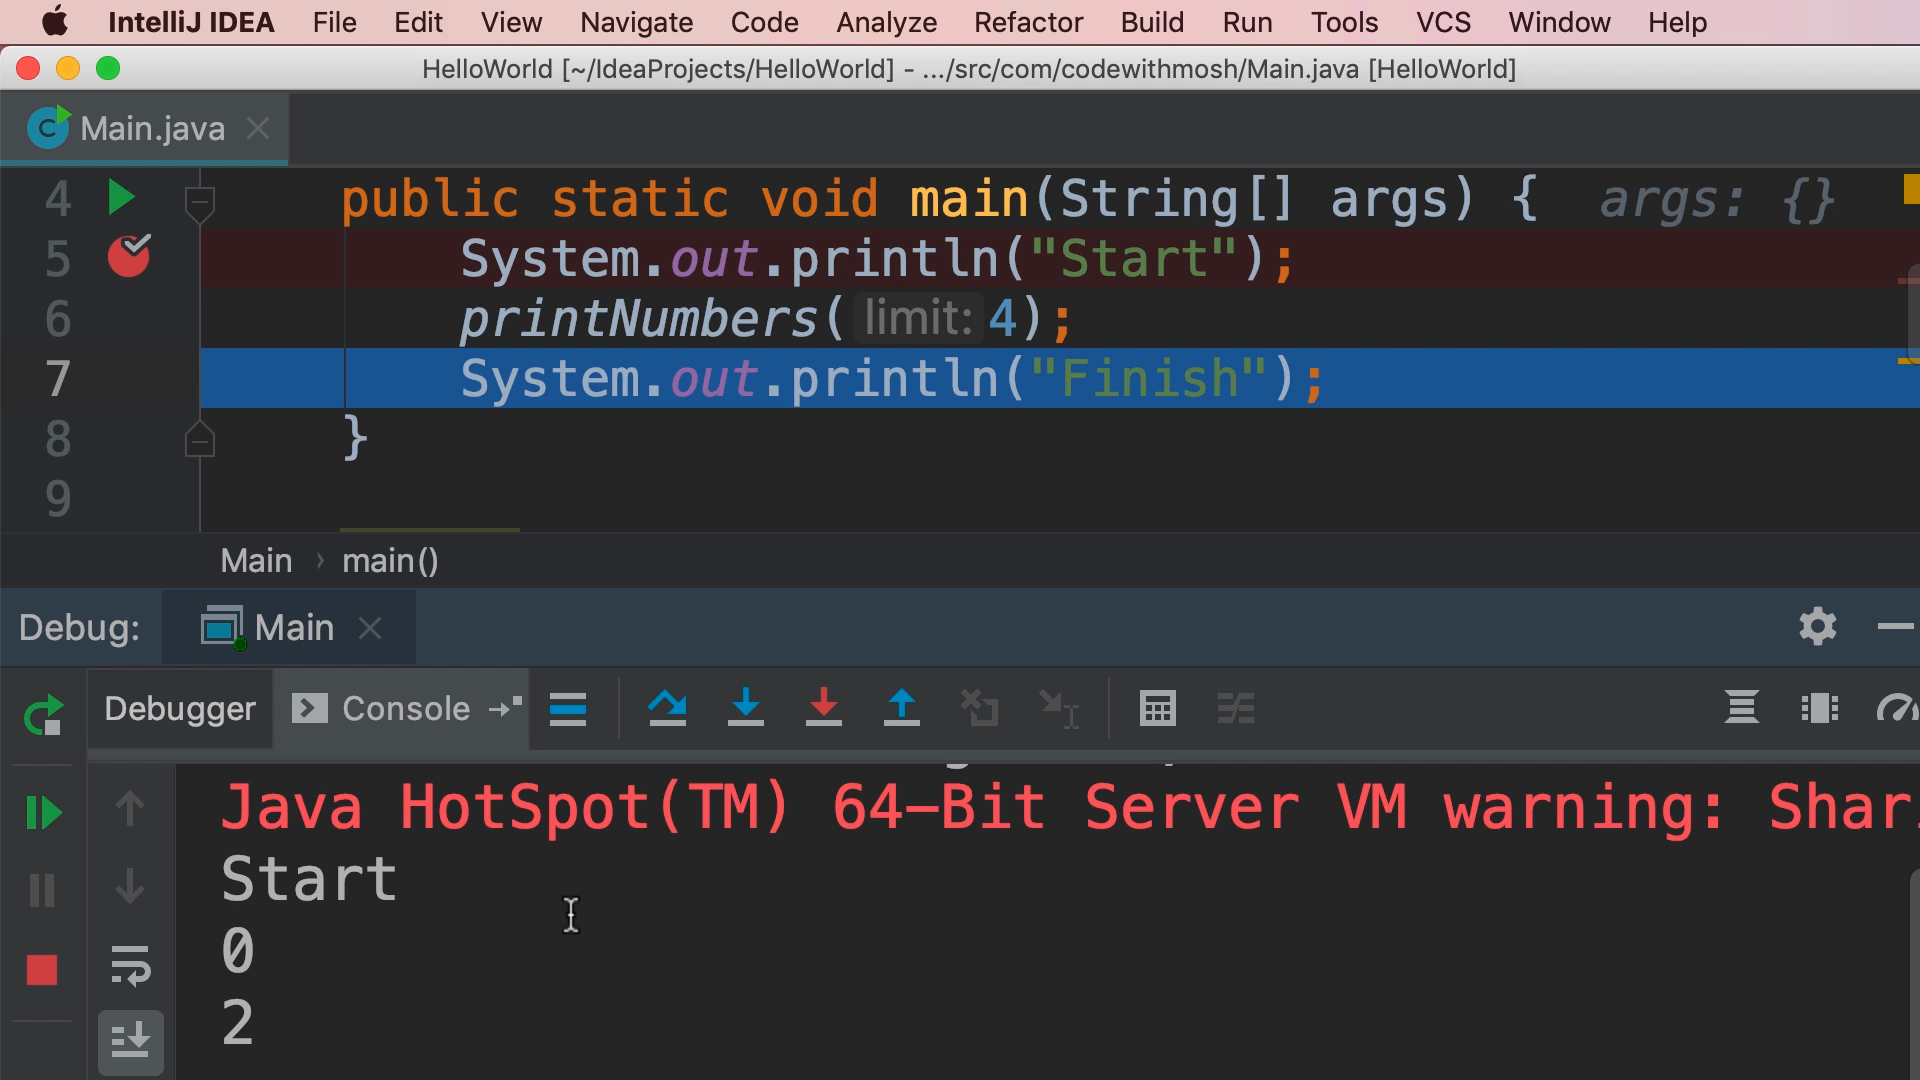 IntelliJ IDEA File Edit View Navigate Code Analyze Refactor Build Run Tools VCS Window Help
HelloWorld [~/IdeaProjects/HelloWorld] - .../src/com/codewithmosh/Main.java [HelloWorld]
C Main.java
4 public static void main(String[] args) { args: {}
5 System.out.println("Start");
6 printNumbers( limit: 4);
7 System.out.println("Finish");
8 }
9
Main › main()
Debug: Main
Debugger Console
Java HotSpot(TM) 64-Bit Server VM warning:
Start
0
2